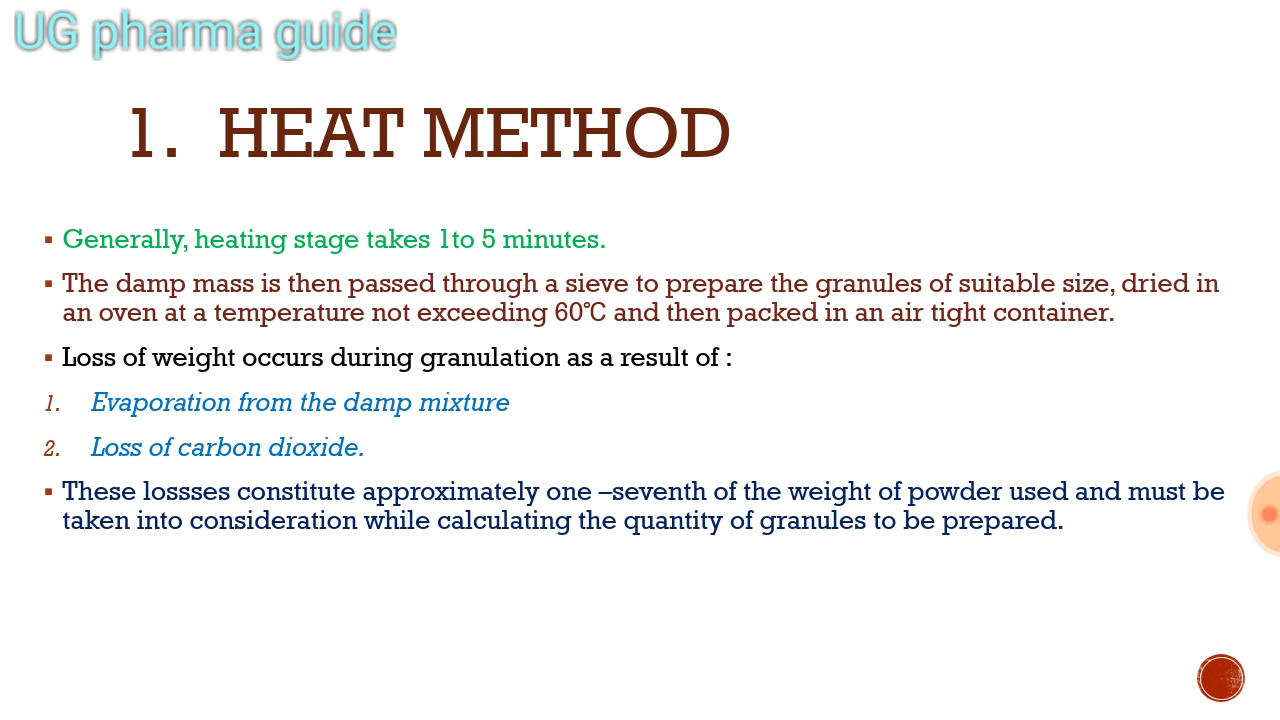 UG pharma guide
1. HEAT METHOD
▪ Generally, heating stage takes 1to 5 minutes.
▪ The damp mass is then passed through a sieve to prepare the granules of suitable size, dried in
an oven at a temperature not exceeding 60°C and then packed in an air tight container.
▪ Loss of weight occurs during granulation as a result of :
1. Evaporation from the damp mixture
2. Loss of carbon dioxide.
▪ These lossses constitute approximately one –seventh of the weight of powder used and must be
taken into consideration while calculating the quantity of granules to be prepared.